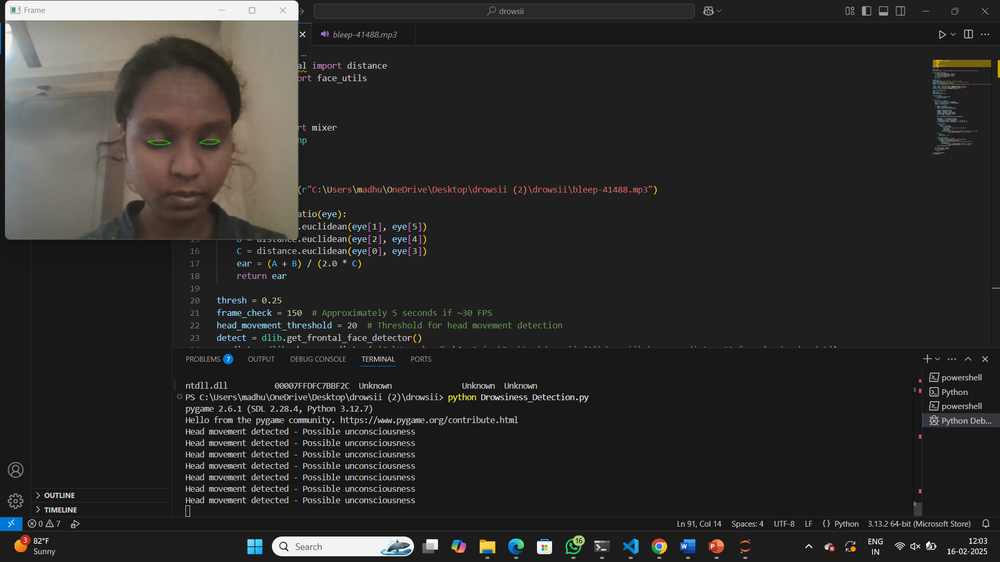 Frame
drowsii
bleep-41488.mp3
...
al import distance
ort face_utils
rt mixer
np
(r"C:\Users\madhu\OneDrive\Desktop\drowsii (2)\drowsii\bleep-41488.mp3")
atio(eye):
.euclidean(eye[1], eye[5])
15 B = distance.euclidean(eye[2], eye[4])
16 C = distance.euclidean(eye[0], eye[3])
17 ear = (A + B) / (2.0 * C)
18 return ear
19
20 thresh = 0.25
21 frame_check = 150 # Approximately 5 seconds if ~30 FPS
22 head_movement_threshold = 20 # Threshold for head movement detection
23 detect = dlib.get_frontal_face_detector()
PROBLEMS 7 OUTPUT DEBUG CONSOLE TERMINAL PORTS
ntdll.dll 00007FFDFC7BBF2C Unknown Unknown Unknown
PS C:\Users\madhu\OneDrive\Desktop\drowsii (2)\drowsii> python Drowsiness_Detection.py
pygame 2.6.1 (SDL 2.28.4, Python 3.12.7)
Hello from the pygame community. https://www.pygame.org/contribute.html
Head movement detected - Possible unconsciousness
Head movement detected - Possible unconsciousness
Head movement detected - Possible unconsciousness
Head movement detected - Possible unconsciousness
Head movement detected - Possible unconsciousness
Head movement detected - Possible unconsciousness
Head movement detected - Possible unconsciousness
powershell
Python
powershell
Python Deb...
OUTLINE
TIMELINE
0 7
Ln 91, Col 14 Spaces: 4 UTF-8 LF {} Python 3.13.2 64-bit (Microsoft Store)
3 82°F
Sunny
Search
16
ENG
IN
12:03
16-02-2025